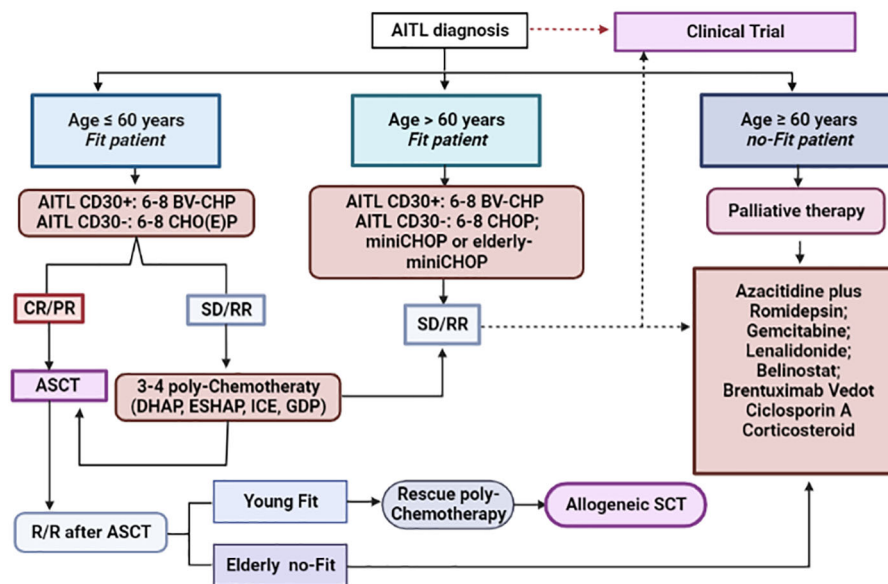 AITL diagnosis
Clinical Trial
Age ≤ 60 years
Fit patient
Age > 60 years
Fit patient
Age ≥ 60 years
no-Fit patient
AITL CD30+: 6-8 BV-CHP
AITL CD30-: 6-8 CHO(E)P
AITL CD30+: 6-8 BV-CHP
AITL CD30-: 6-8 CHOP;
miniCHOP or elderly-
miniCHOP
Palliative therapy
CR/PR
SD/RR
SD/RR
Azacitidine plus
Romidepsin;
Gemcitabine;
Lenalidonide;
Belinostat;
Brentuximab Vedot
Ciclosporin A
Corticosteroid
ASCT
3-4 poly-Chemotheraty
(DHAP, ESHAP, ICE, GDP)
R/R after ASCT
Young Fit
Rescue poly-
Chemotherapy
Allogeneic SCT
Elderly no-Fit